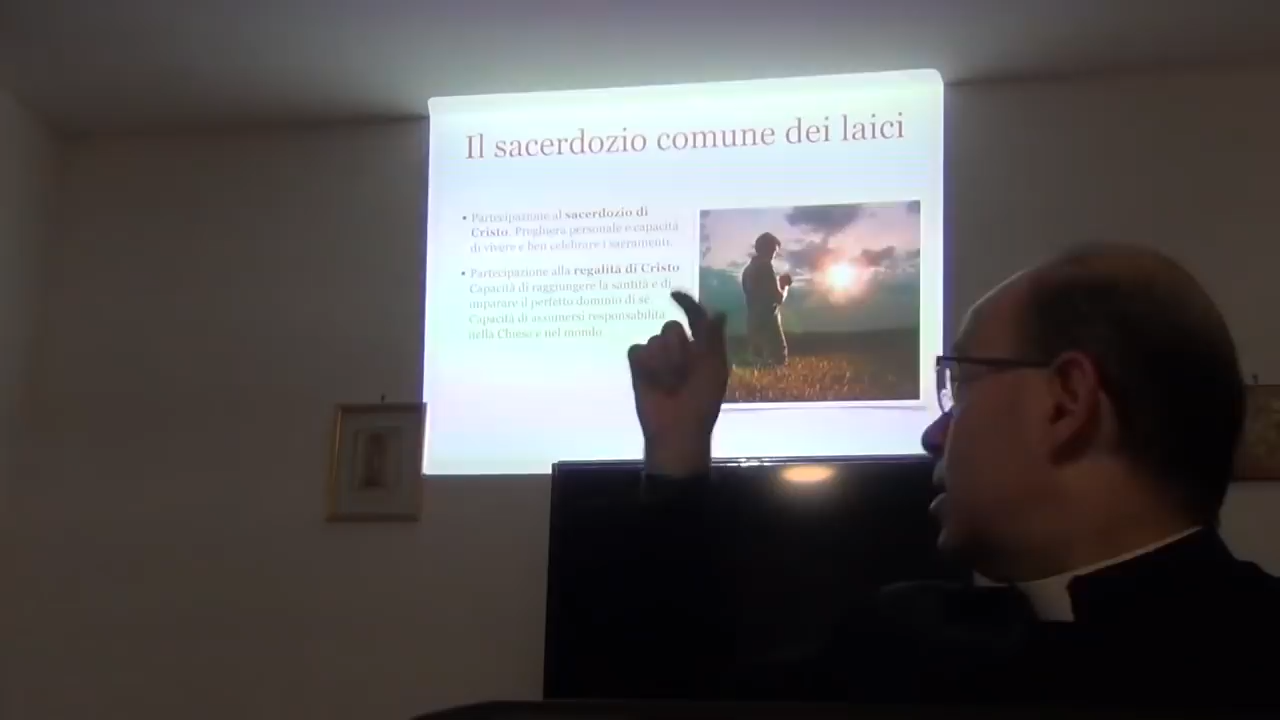 Il sacerdozio comune dei laici
• Partecipazione al sacerdozio di
Cristo. Preghiera personale e capacità
di vivere e ben celebrare i sacramenti.
• Partecipazione alla regalità di Cristo
Capacità di raggiungere la santità e di
imparare il perfetto dominio di sé
Capacità di assumersi responsabilità
nella Chiesa e nel mondo